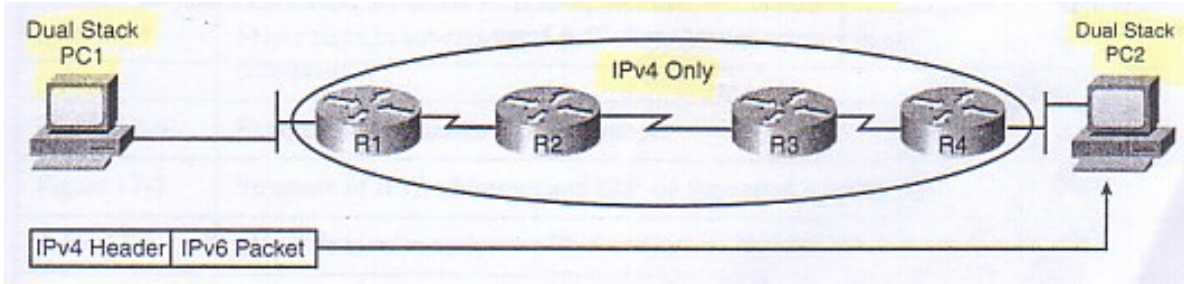 Dual Stack
PC1
IPv4 Only
Dual Stack
PC2
R1
R2
R3
R4
IPv4 Header
IPv6 Packet